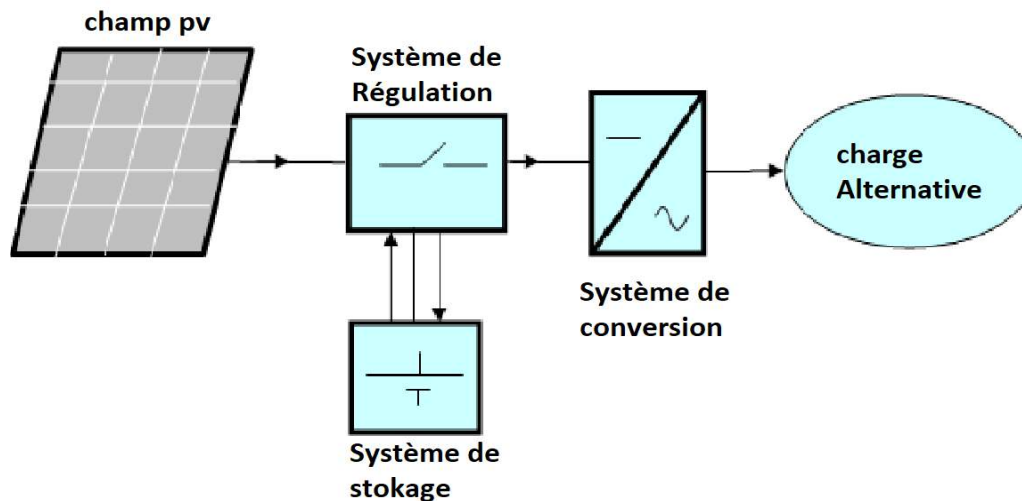 champ pv
Système de
Régulation
charge
Alternative
Système de
conversion
Système de
stokage